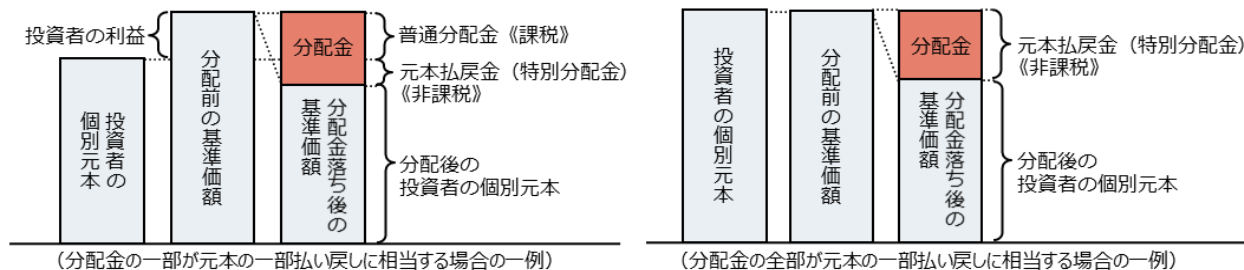 投資者の利益
投資者の
個別元本
分配前の基準価額
分配金
分配金落ち後の
基準価額
普通分配金《課税》
元本払戻金（特別分配金）
《非課税》
分配後の
投資者の個別元本
（分配金の一部が元本の一部払い戻しに相当する場合の一例）
投資者の個別元本
分配前の基準価額
分配金
分配金落ち後の
基準価額
元本払戻金（特別分配金）
《非課税》
分配後の
投資者の個別元本
（分配金の全部が元本の一部払い戻しに相当する場合の一例）